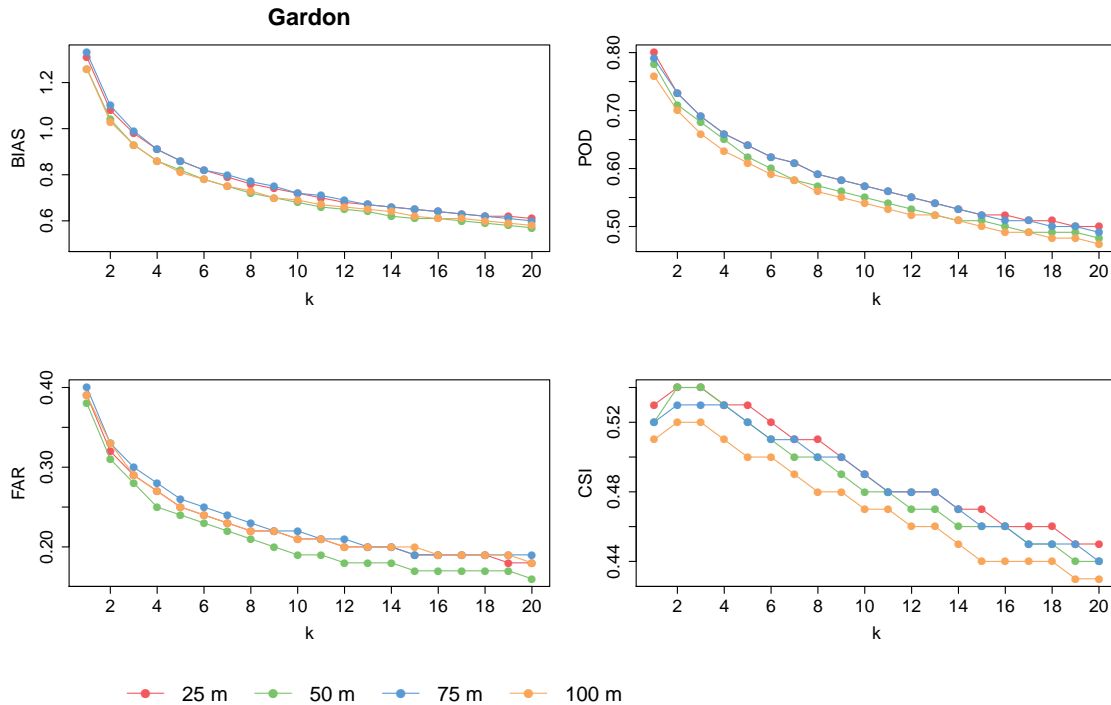 Gardon
BIAS
0.6 0.8 1.0 1.2
2 4 6 8 10 12 14 16 18 20
k
POD
0.50 0.60 0.70 0.80
2 4 6 8 10 12 14 16 18 20
k
FAR
0.20 0.30 0.40
2 4 6 8 10 12 14 16 18 20
k
CSI
0.44 0.48 0.52
2 4 6 8 10 12 14 16 18 20
k
25 m 50 m 75 m 100 m